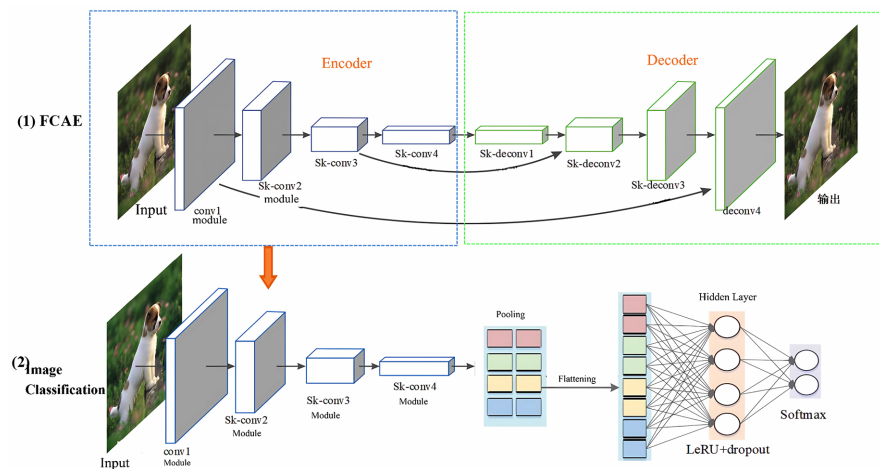 Encoder
Decoder
(1) FCAE
Sk-conv3
Sk-conv4
Sk-deconv1
Sk-deconv2
Sk-conv2
module
Sk-deconv3
Input
conv1
module
deconv4
输出
(2)
Image
Classification
Pooling
Hidden Layer
Flattening
Sk-conv4
Module
Sk-conv3
Module
Sk-conv2
Module
Softmax
conv1
Module
Input
LeRU+dropout